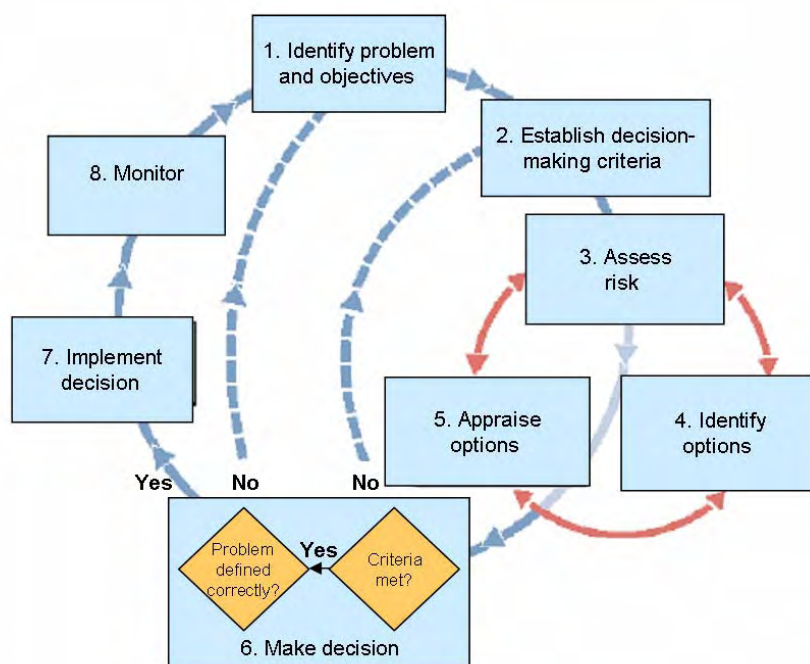 1. Identify problem
and objectives
2. Establish decision-
making criteria
3. Assess
risk
4. Identify
options
5. Appraise
options
6. Make decision
Criteria
met?
Yes
Problem
defined
correctly?
No
No
Yes
7. Implement
decision
8. Monitor